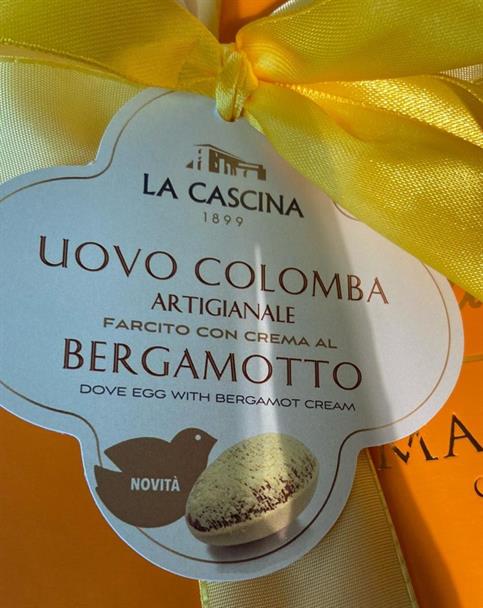 LA CASCINA
1899
UOVO COLOMBA
ARTIGIANALE
FARCITO CON CREMA AL
BERGAMOTTO
DOVE EGG WITH BERGAMOT CREAM
NOVITÀ
MA